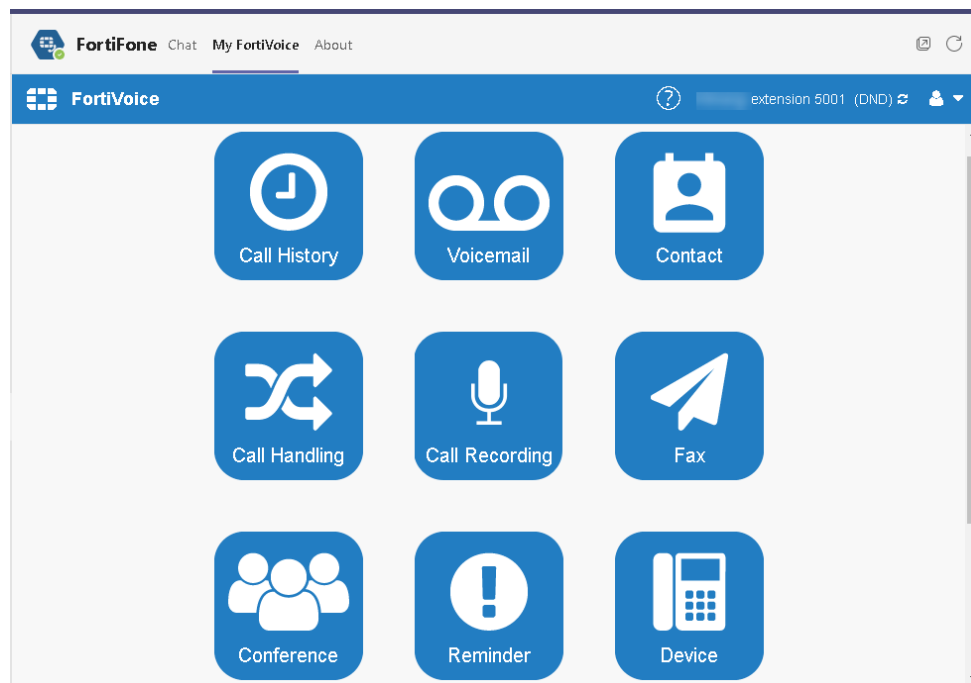 FortiFone Chat My FortiVoice About
FortiVoice extension 5001 (DND)
Call History Voicemail Contact
Call Handling Call Recording Fax
Conference Reminder Device